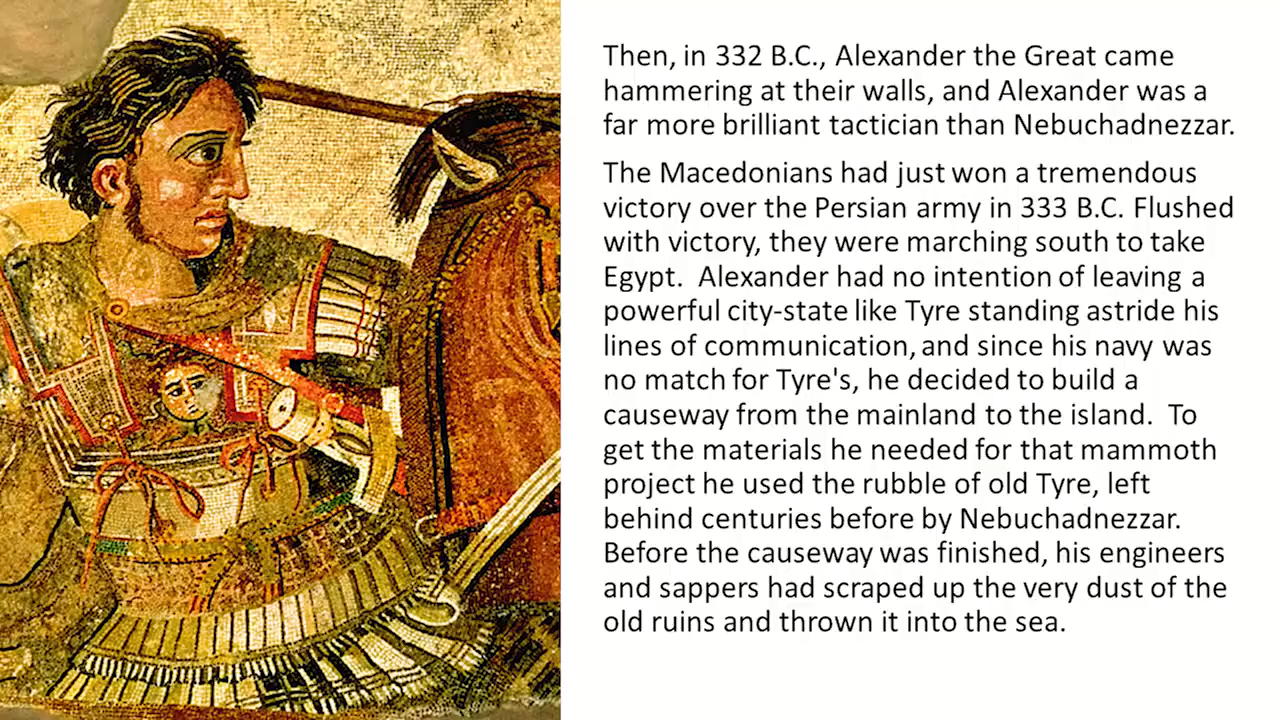 Then, in 332 B.C., Alexander the Great came
hammering at their walls, and Alexander was a
far more brilliant tactician than Nebuchadnezzar.
The Macedonians had just won a tremendous
victory over the Persian army in 333 B.C. Flushed
with victory, they were marching south to take
Egypt.  Alexander had no intention of leaving a
powerful city-state like Tyre standing astride his
lines of communication, and since his navy was
no match for Tyre's, he decided to build a
causeway from the mainland to the island.  To
get the materials he needed for that mammoth
project he used the rubble of old Tyre, left
behind centuries before by Nebuchadnezzar.
Before the causeway was finished, his engineers
and sappers had scraped up the very dust of the
old ruins and thrown it into the sea.